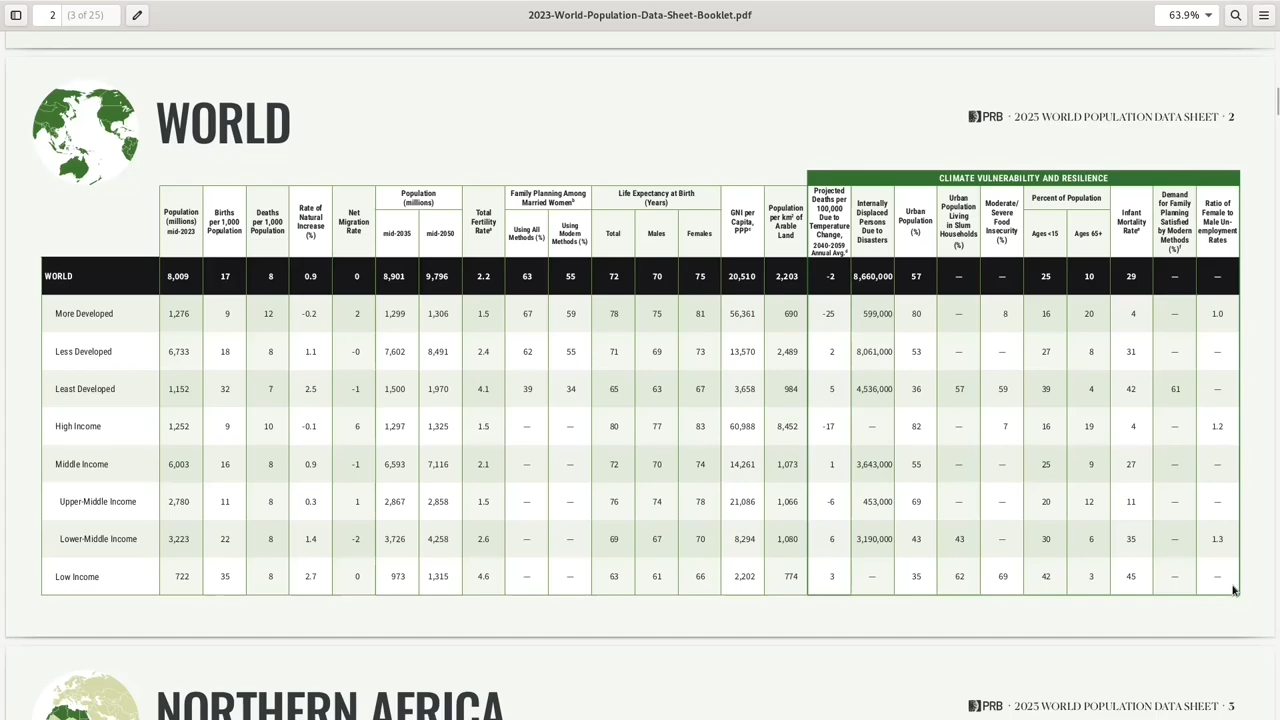 2 (3 of 25) 2023-World-Population-Data-Sheet-Booklet.pdf 63.9%
WORLD
PRB · 2023 WORLD POPULATION DATA SHEET · 2
CLIMATE VULNERABILITY AND RESILIENCE
Population (millions) mid-2023
Births per 1,000 Population
Deaths per 1,000 Population
Rate of Natural Increase (%)
Net Migration Rate
Population (millions)
mid-2035
mid-2050
Total Fertility Rateᵃ
Family Planning Among Married Womenᵇ
Using All Methods (%)
Using Modern Methods (%)
Life Expectancy at Birth (Years)
Total
Males
Females
GNI per Capita, PPPᶜ
Population per km² of Arable Land
Projected Deaths per 100,000 Due to Temperature Change, 2040-2059 Annual Avg.ᵈ
Internally Displaced Persons Due to Disasters
Urban Population (%)
Urban Population Living in Slum Households (%)
Moderate/ Severe Food Insecurity (%)
Percent of Population
Ages <15
Ages 65+
Infant Mortality Rateᵉ
Demand for Family Planning Satisfied by Modern Methods (%)ᶠ
Ratio of Female to Male Un-employment Rates
WORLD 8,009 17 8 0.9 0 8,901 9,796 2.2 63 55 72 70 75 20,510 2,203 -2 8,660,000 57 — — 25 10 29 — —
More Developed 1,276 9 12 -0.2 2 1,299 1,306 1.5 67 59 78 75 81 56,361 690 -25 599,000 80 — 8 16 20 4 — 1.0
Less Developed 6,733 18 8 1.1 -0 7,602 8,491 2.4 62 55 71 69 73 13,570 2,489 2 8,061,000 53 — — 27 8 31 — —
Least Developed 1,152 32 7 2.5 -1 1,500 1,970 4.1 39 34 65 63 67 3,658 984 5 4,536,000 36 57 59 39 4 42 61 —
High Income 1,252 9 10 -0.1 6 1,297 1,325 1.5 — — 80 77 83 60,988 8,452 -17 — 82 — 7 16 19 4 — 1.2
Middle Income 6,003 16 8 0.9 -1 6,593 7,116 2.1 — — 72 70 74 14,261 1,073 1 3,643,000 55 — — 25 9 27 — —
Upper-Middle Income 2,780 11 8 0.3 1 2,867 2,858 1.5 — — 76 74 78 21,086 1,066 -6 453,000 69 — — 20 12 11 — —
Lower-Middle Income 3,223 22 8 1.4 -2 3,726 4,258 2.6 — — 69 67 70 8,294 1,080 6 3,190,000 43 43 — 30 6 35 — 1.3
Low Income 722 35 8 2.7 0 973 1,315 4.6 — — 63 61 66 2,202 774 3 — 35 62 69 42 3 45 — —
NORTHERN AFRICA
PRB · 2023 WORLD POPULATION DATA SHEET · 3